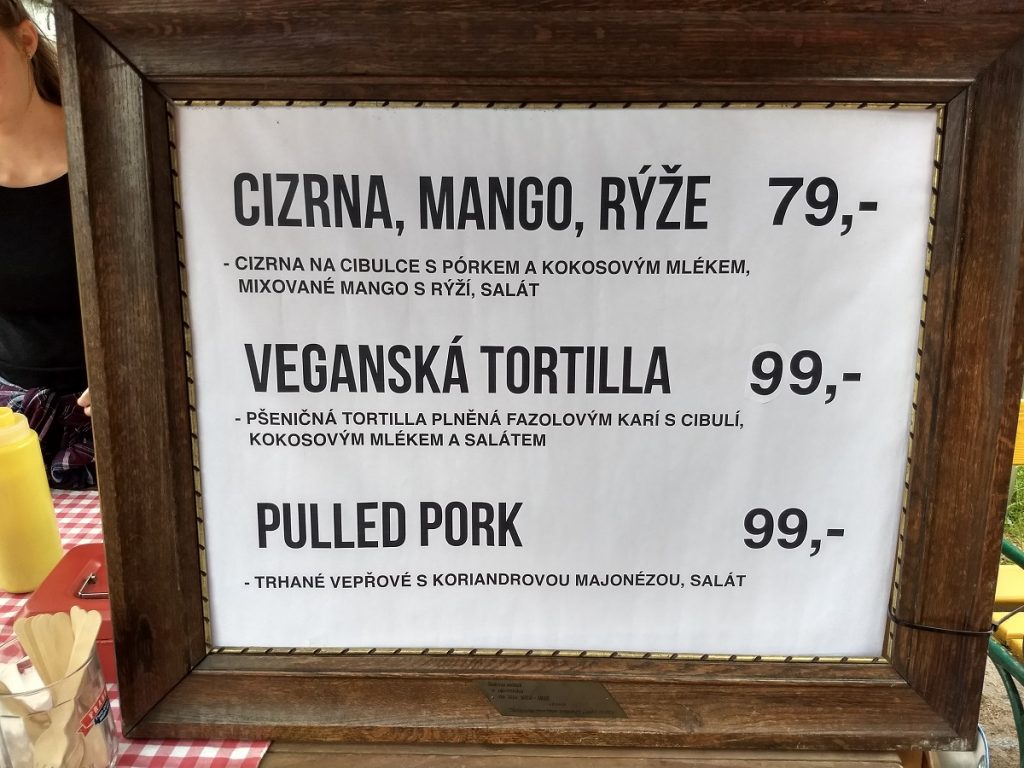 CIZRNA, MANGO, RÝŽE 79,-
- CIZRNA NA CIBULCE S PÓRKEM A KOKOSOVÝM MLÉKEM,
MIXOVANÉ MANGO S RÝŽÍ, SALÁT
VEGANSKÁ TORTILLA 99,-
- PŠENIČNÁ TORTILLA PLNĚNÁ FAZOLOVÝM KARÍ S CIBULÍ,
KOKOSOVÝM MLÉKEM A SALÁTEM
PULLED PORK 99,-
- TRHANÉ VEPŘOVÉ S KORIANDROVOU MAJONÉZOU, SALÁT